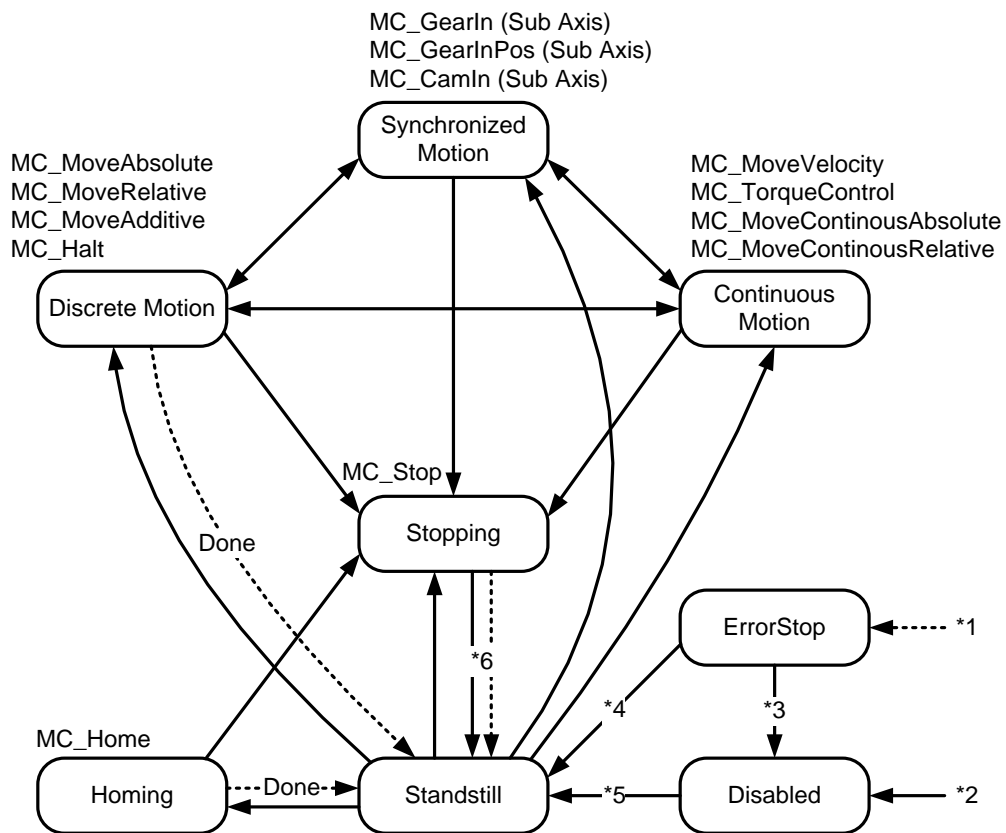 MC_GearIn (Sub Axis)
MC_GearInPos (Sub Axis)
MC_CamIn (Sub Axis)
Synchronized
Motion
MC_MoveAbsolute
MC_MoveRelative
MC_MoveAdditive
MC_Halt
MC_MoveVelocity
MC_TorqueControl
MC_MoveContinousAbsolute
MC_MoveContinousRelative
Discrete Motion
Continuous
Motion
MC_Stop
Stopping
Done
ErrorStop
*1
*6
*4
*3
MC_Home
Homing
Done
Standstill
*5
Disabled
*2